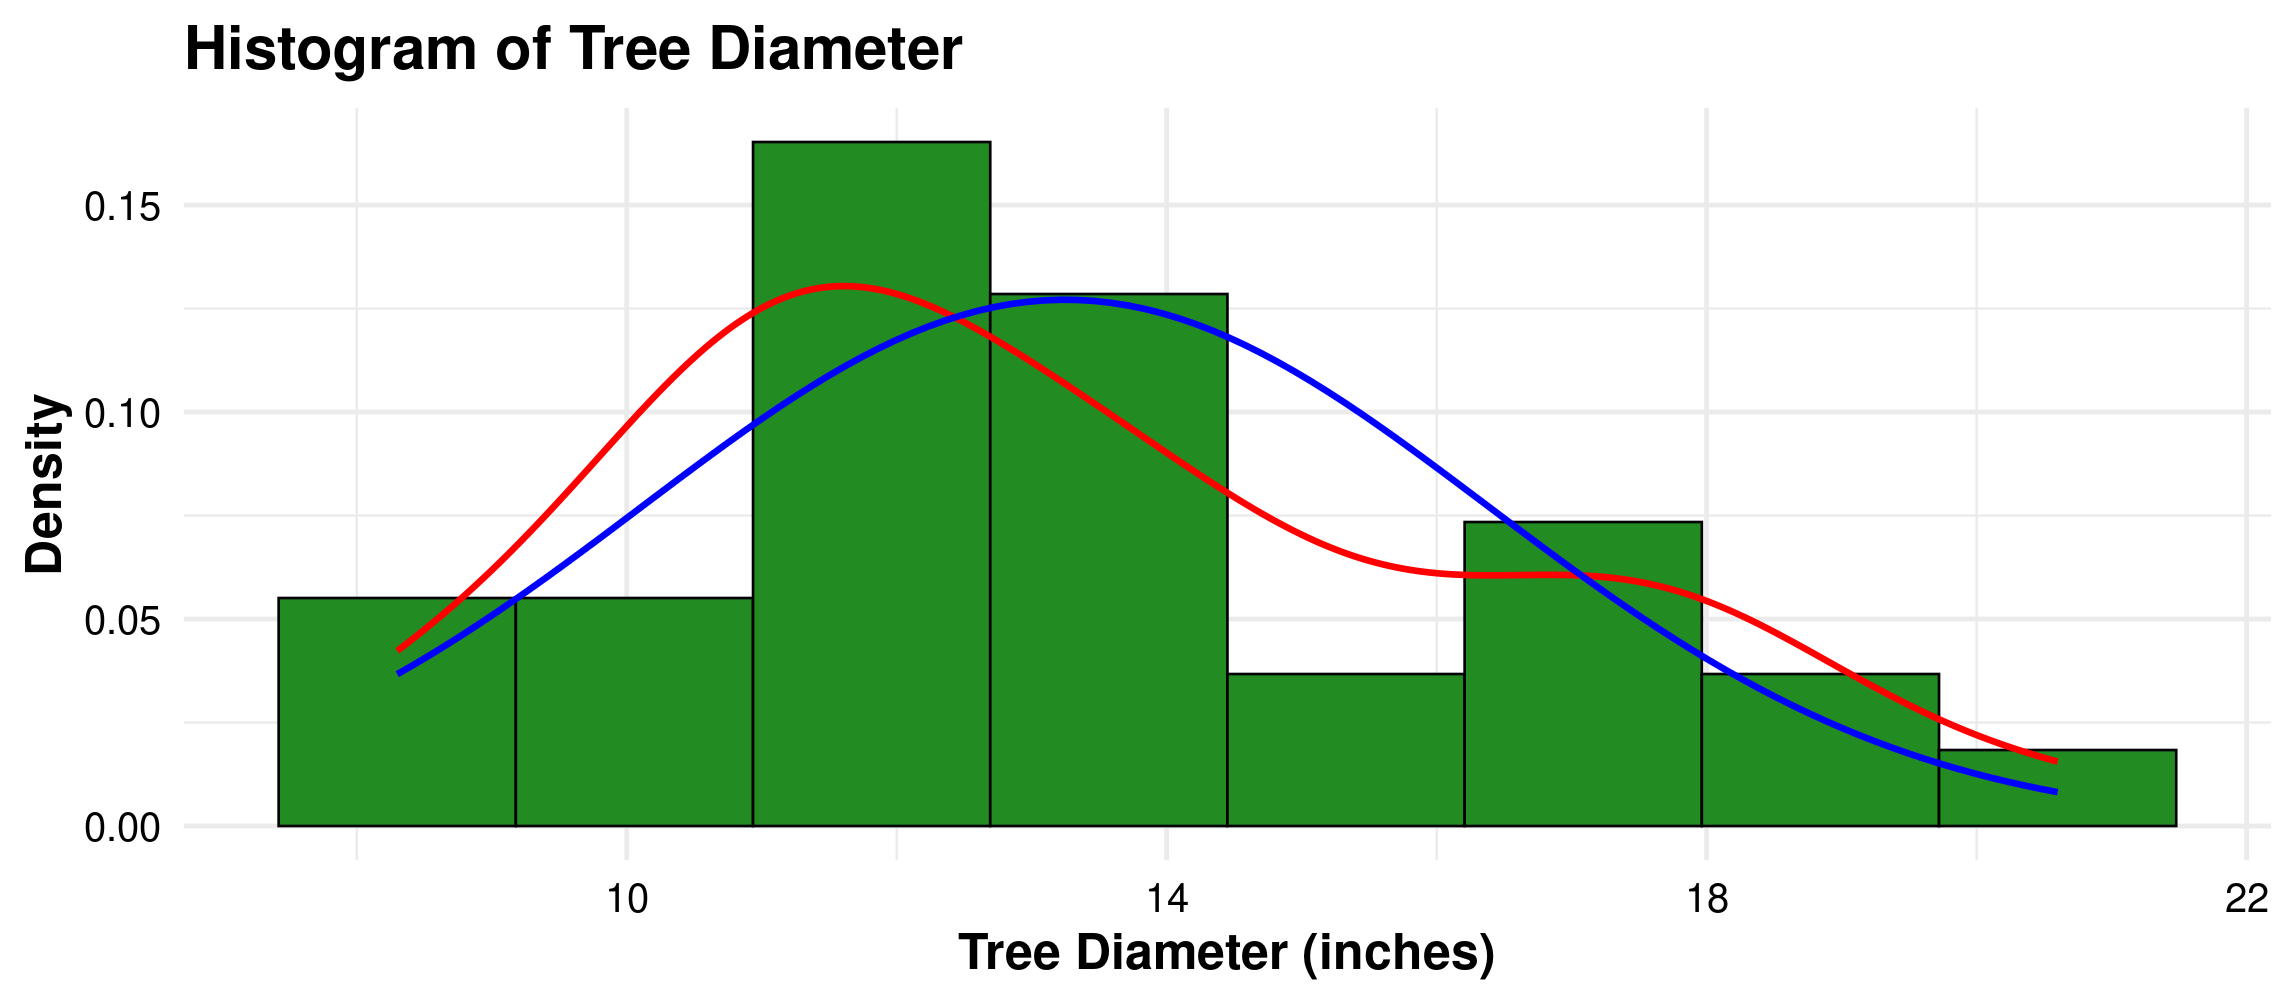 Histogram of Tree Diameter
Density
0.15
0.10
0.05
0.00
10 14 18 22
Tree Diameter (inches)